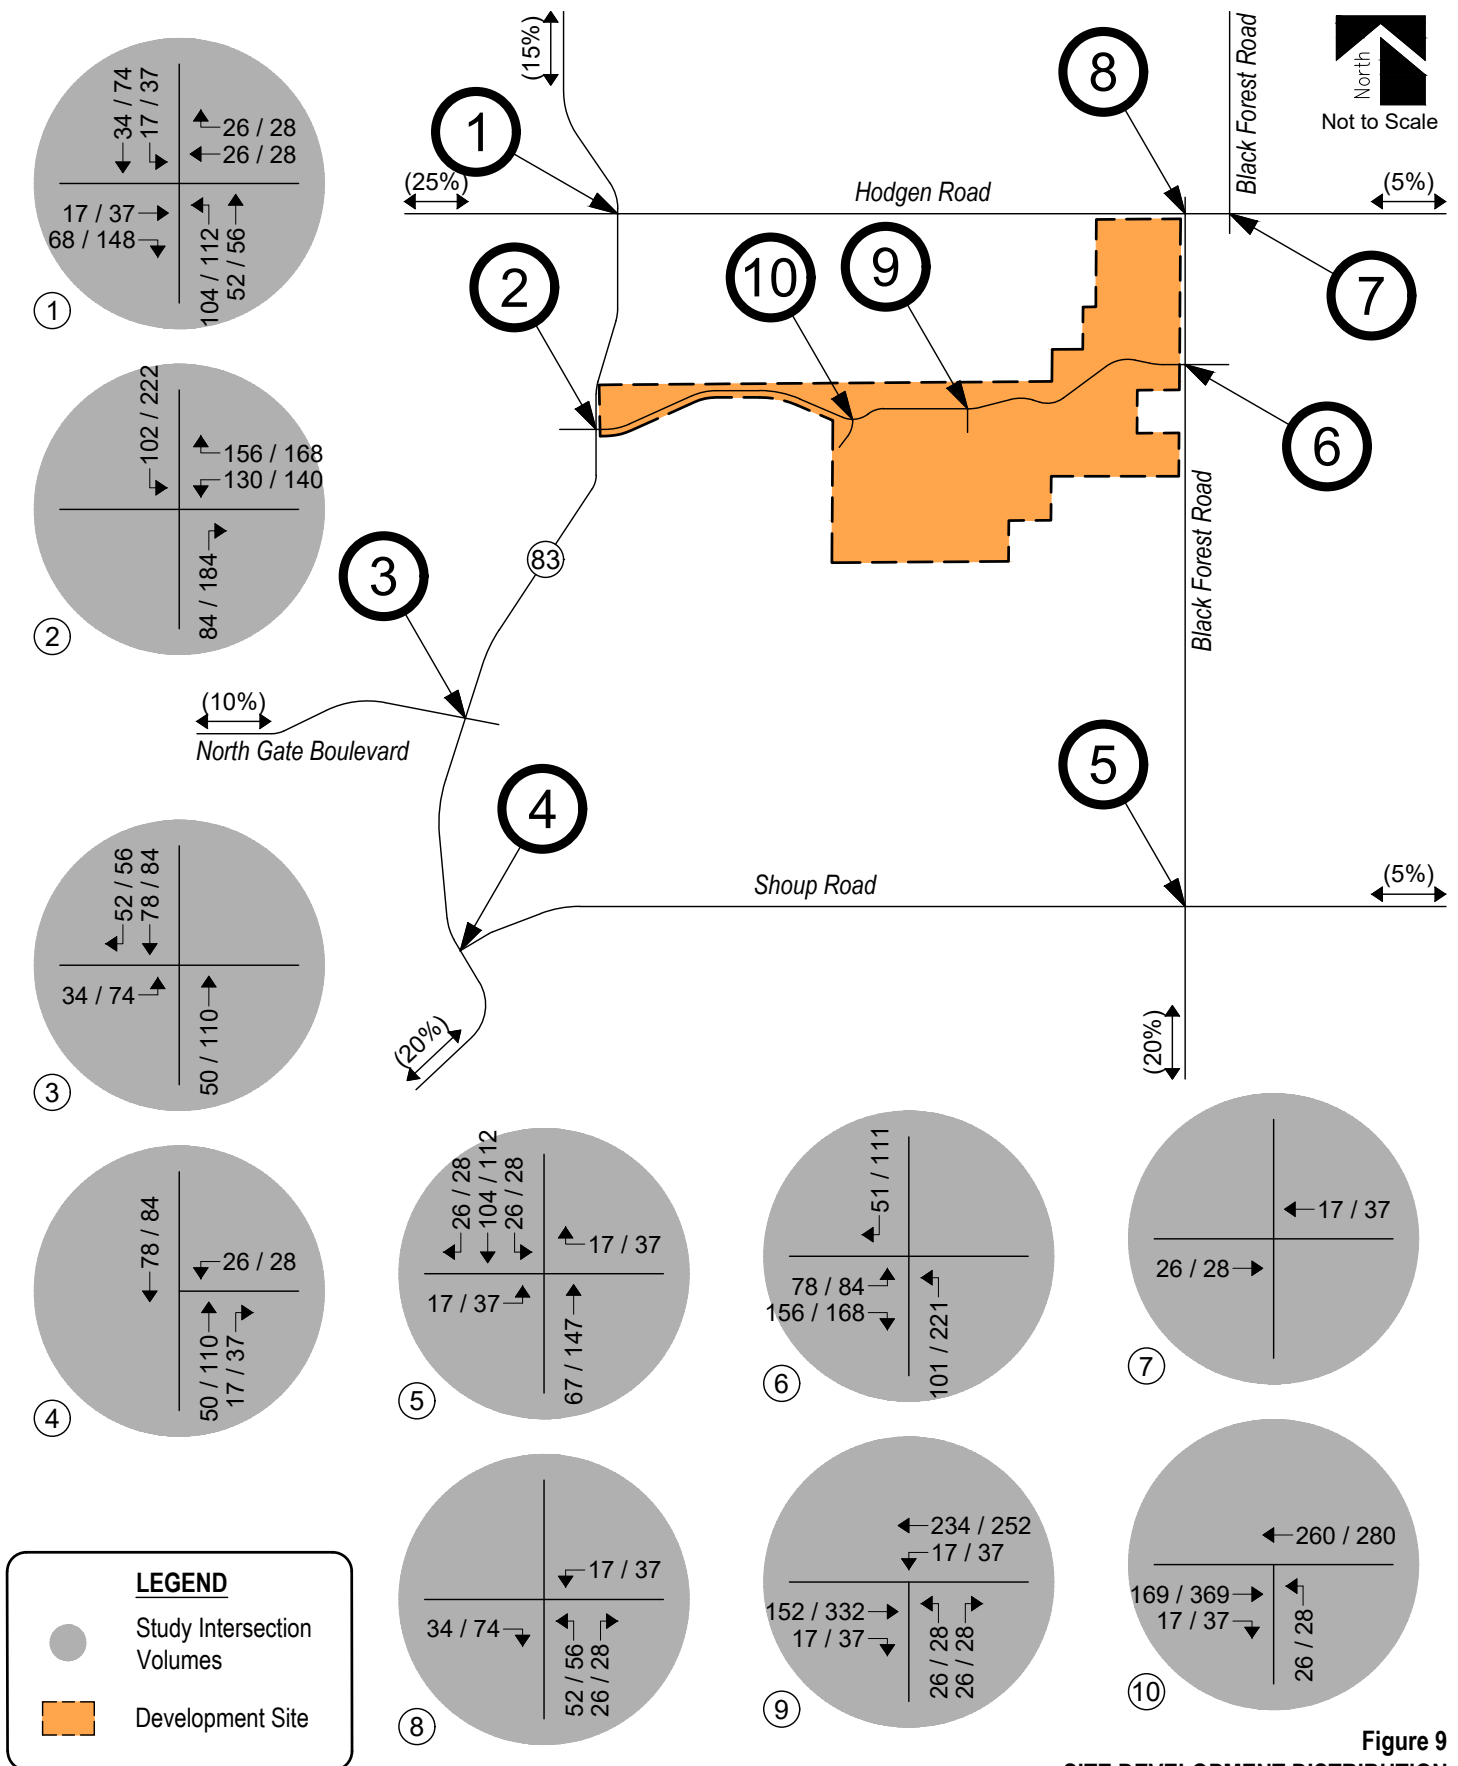 (15%)
8
Black Forest Road
North
Not to Scale
1
(25%)
Hodgen Road
(5%)
34 / 74
17 / 37
26 / 28
26 / 28
17 / 37
68 / 148
104 / 112
52 / 56
1
2
10
9
7
102 / 222
156 / 168
130 / 140
84 / 184
2
6
Black Forest Road
83
3
(10%)
North Gate Boulevard
4
5
Shoup Road
(5%)
52 / 56
78 / 84
34 / 74
50 / 110
3
(20%)
(20%)
78 / 84
26 / 28
50 / 110
17 / 37
4
26 / 28
104 / 112
26 / 28
17 / 37
17 / 37
67 / 147
5
51 / 111
78 / 84
156 / 168
101 / 221
6
17 / 37
26 / 28
7
17 / 37
34 / 74
52 / 56
26 / 28
8
234 / 252
17 / 37
152 / 332
17 / 37
26 / 28
26 / 28
9
260 / 280
169 / 369
17 / 37
26 / 28
10
LEGEND
Study Intersection
Volumes
Development Site
Figure 9
SITE DEVELOPMENT DISTRIBUTION